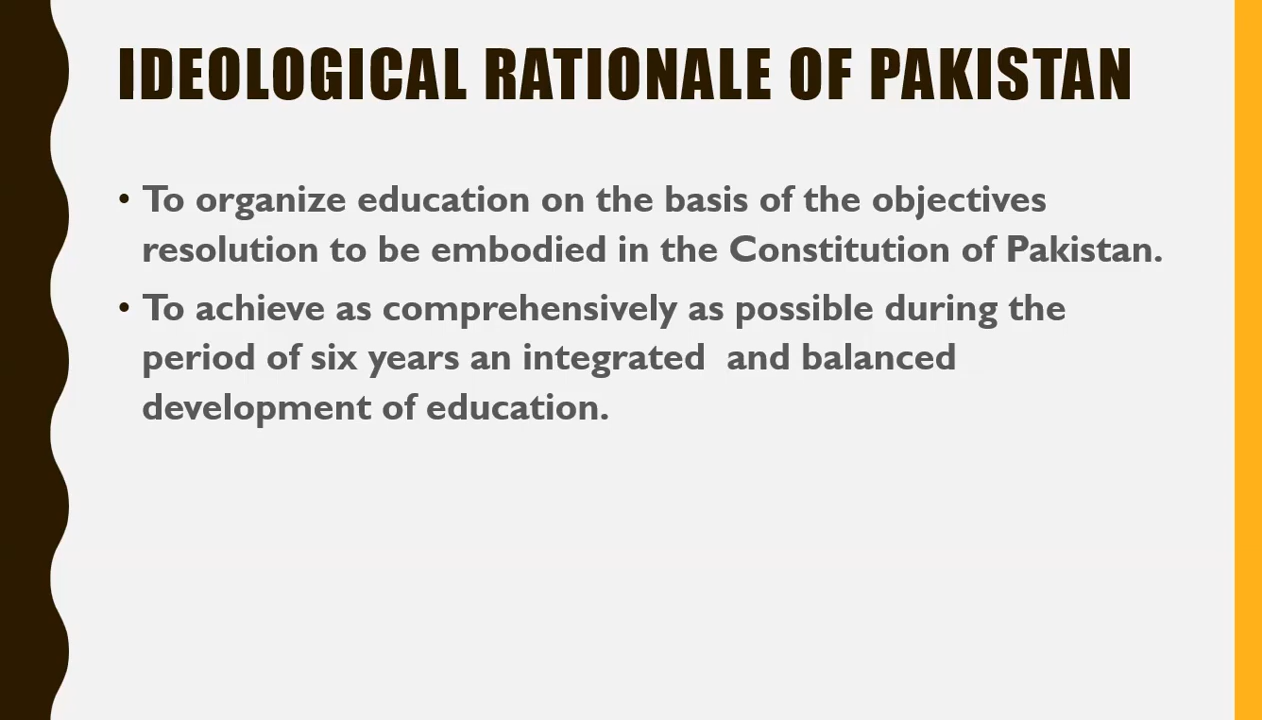 IDEOLOGICAL RATIONALE OF PAKISTAN
• To organize education on the basis of the objectives
resolution to be embodied in the Constitution of Pakistan.
• To achieve as comprehensively as possible during the
period of six years an integrated  and balanced
development of education.